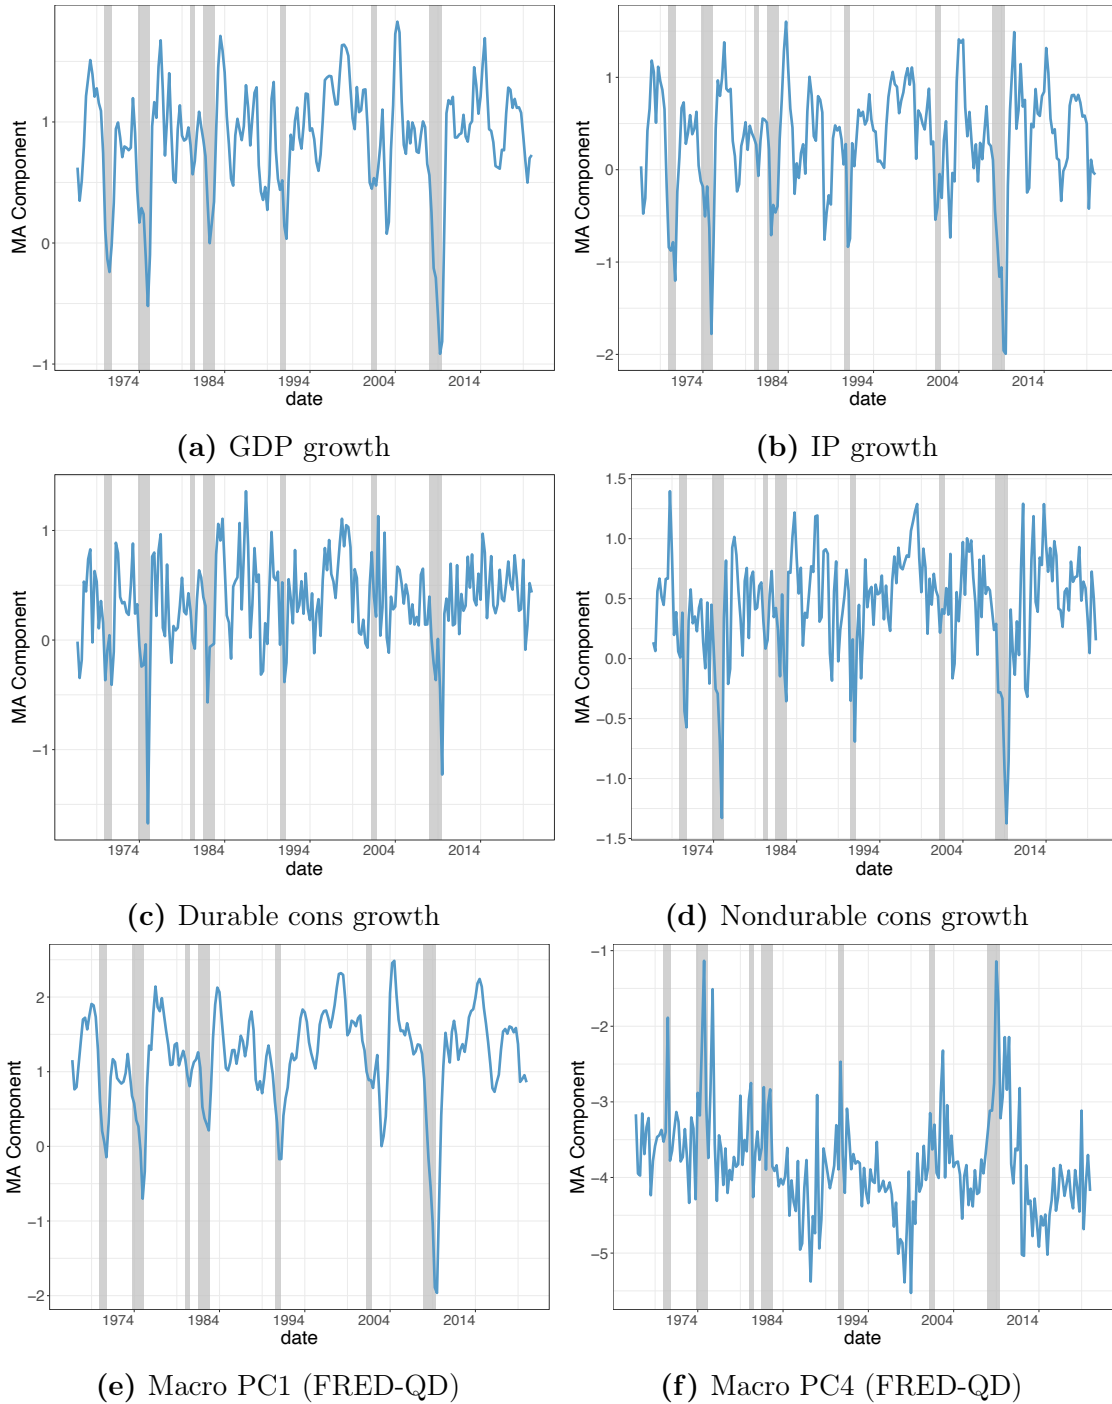 MA Component
1
0
−1
1974 1984 1994 2004 2014
date
(a) GDP growth
MA Component
1
0
−1
−2
1974 1984 1994 2004 2014
date
(b) IP growth
MA Component
1
0
−1
1974 1984 1994 2004 2014
date
(c) Durable cons growth
MA Component
1.5
1.0
0.5
0.0
−0.5
−1.0
−1.5
1974 1984 1994 2004 2014
date
(d) Nondurable cons growth
MA Component
2
1
0
−1
−2
1974 1984 1994 2004 2014
date
(e) Macro PC1 (FRED-QD)
MA Component
−1
−2
−3
−4
−5
1974 1984 1994 2004 2014
date
(f) Macro PC4 (FRED-QD)